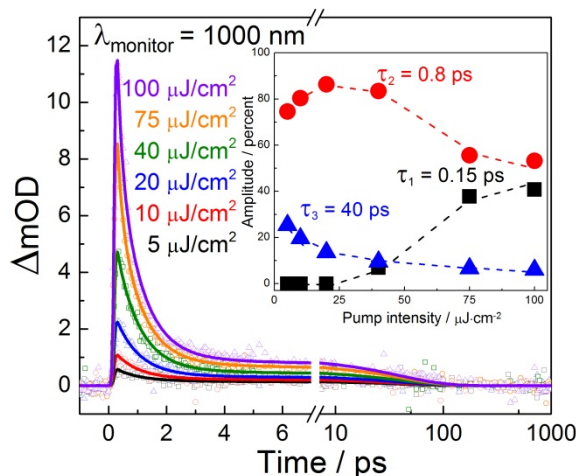 λmonitor = 1000 nm
100 μJ/cm²
75 μJ/cm²
40 μJ/cm²
20 μJ/cm²
10 μJ/cm²
5 μJ/cm²
ΔmOD
12
10
8
6
4
2
0
0 2 4 6 10 100 1000
Time / ps
Amplitude / percent
100
80
60
40
20
0
τ₂ = 0.8 ps
τ₁ = 0.15 ps
τ₃ = 40 ps
0 25 50 75 100
Pump intensity / μJ·cm⁻²